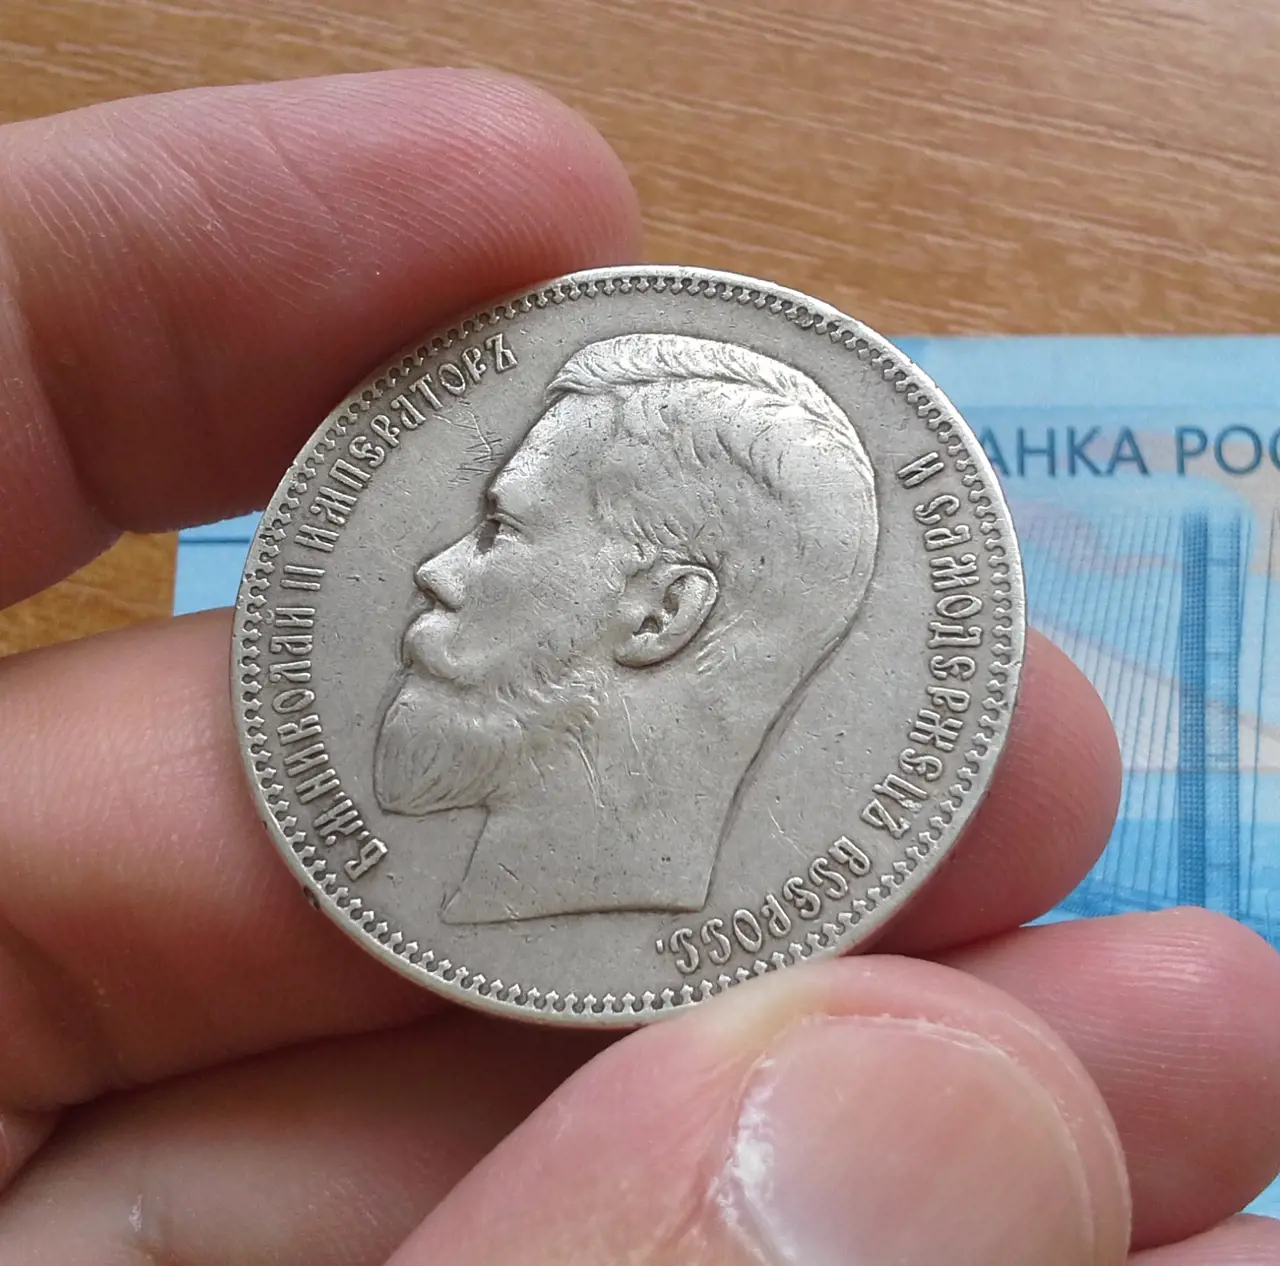 Б.М.НИКОЛАЙ II ИМПЕРАТОРЪ
И САМОДЕРЖЕЦЪ ВСЕРОСС.
АНКА РОС